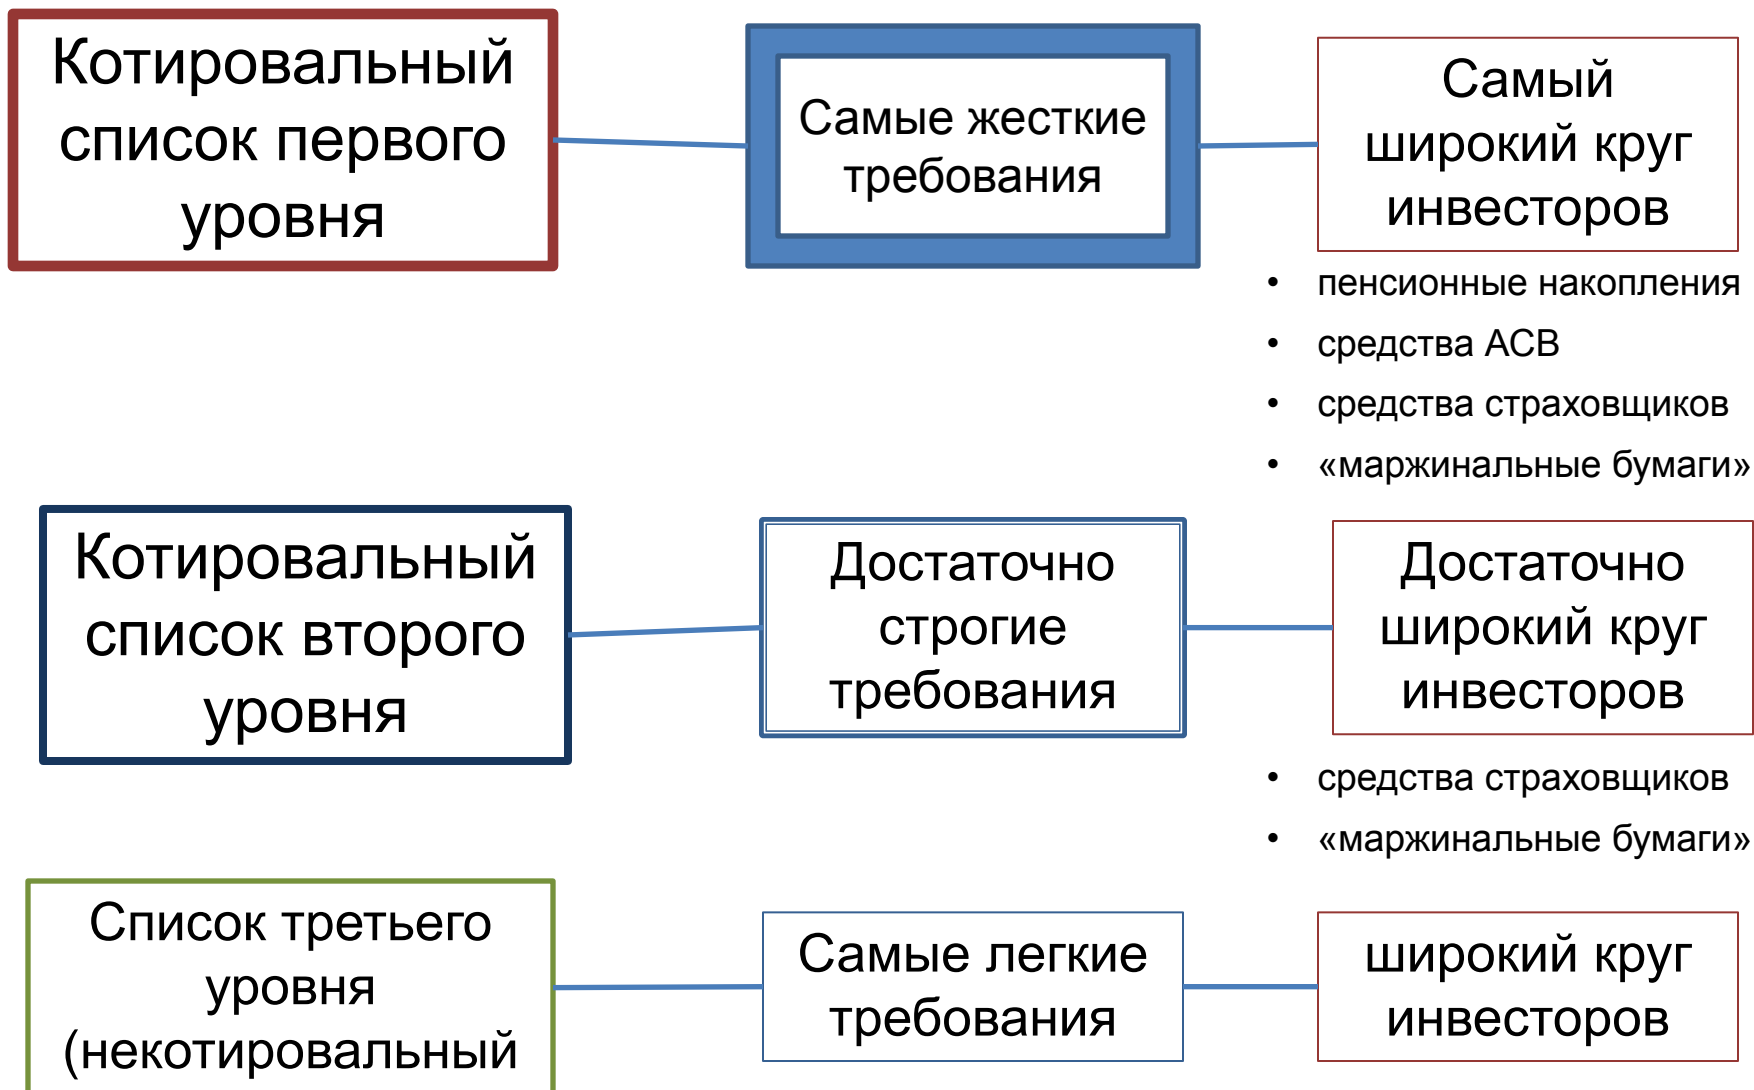 Котировальный
список первого
уровня
Самые жесткие
требования
Самый
широкий круг
инвесторов
• пенсионные накопления
• средства АСВ
• средства страховщиков
• «маржинальные бумаги»
Котировальный
список второго
уровня
Достаточно
строгие
требования
Достаточно
широкий круг
инвесторов
• средства страховщиков
• «маржинальные бумаги»
Список третьего
уровня
(некотировальный
Самые легкие
требования
широкий круг
инвесторов